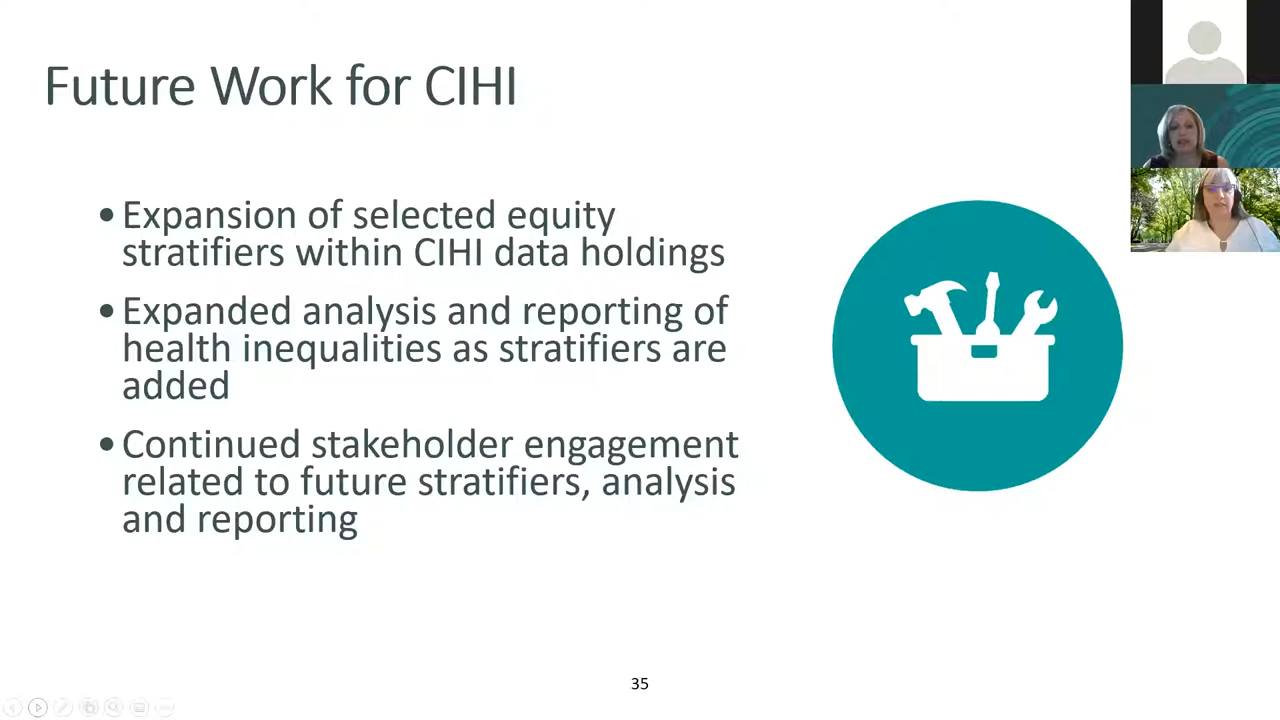 Future Work for CIHI
• Expansion of selected equity
stratifiers within CIHI data holdings
• Expanded analysis and reporting of
health inequalities as stratifiers are
added
• Continued stakeholder engagement
related to future stratifiers, analysis
and reporting
35